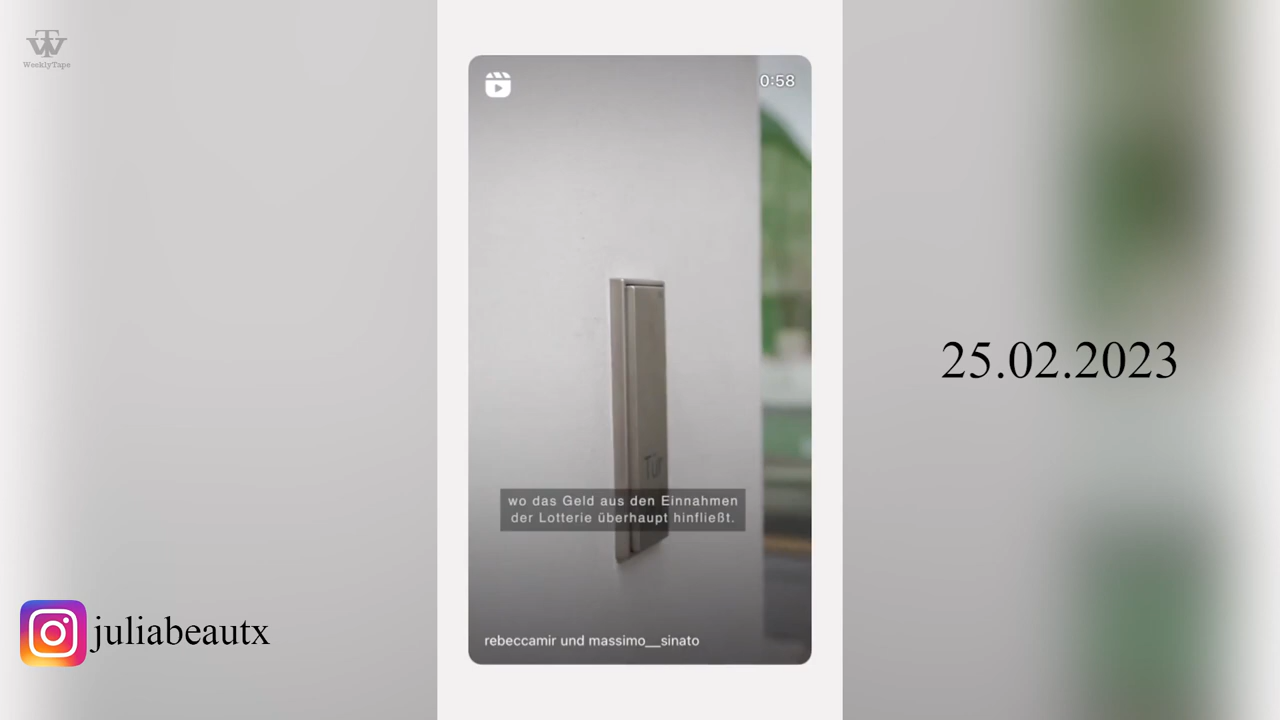 WeeklyTape
0:58
Tür
wo das Geld aus den Einnahmen
der Lotterie überhaupt hinfließt.
rebeccamir und massimo__sinato
25.02.2023
juliabeautx